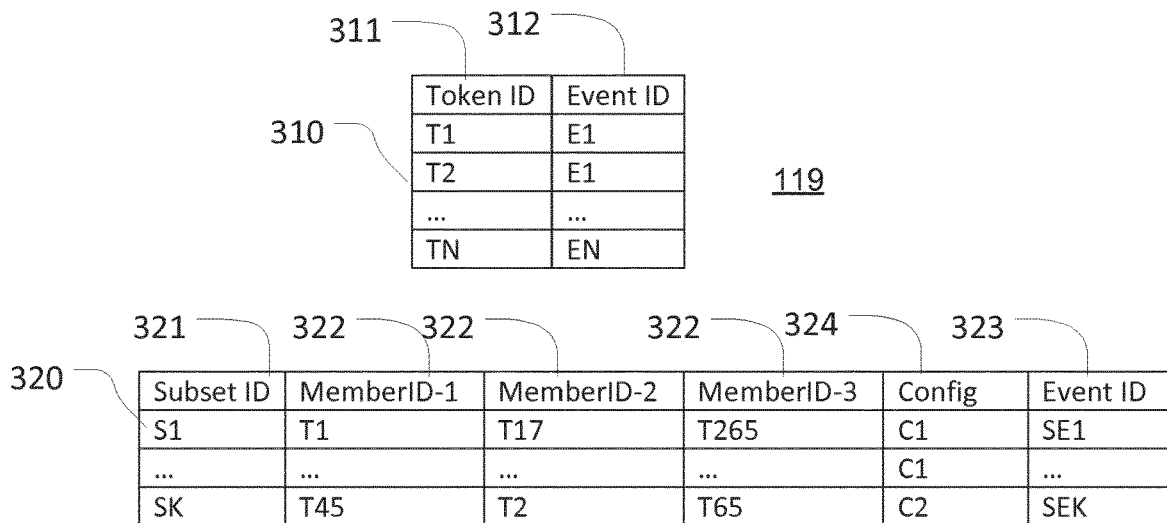 311 312
Token ID Event ID
310
T1 E1
T2 E1
119
... ...
TN EN
321 322 322 322 324 323
320
Subset ID MemberID-1 MemberID-2 MemberID-3 Config Event ID
S1 T1 T17 T265 C1 SE1
... ... ... ... C1 ...
SK T45 T2 T65 C2 SEK